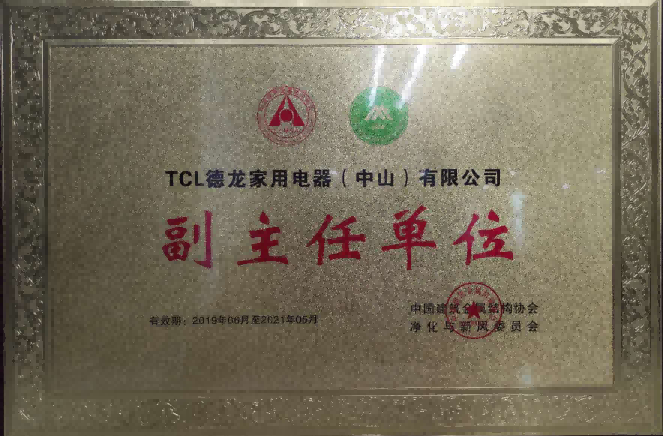 TCL德龙家用电器（中山）有限公司
副主任单位
有效期：2019年06月至2021年05月
中国建筑金属结构协会
净化与新风委员会